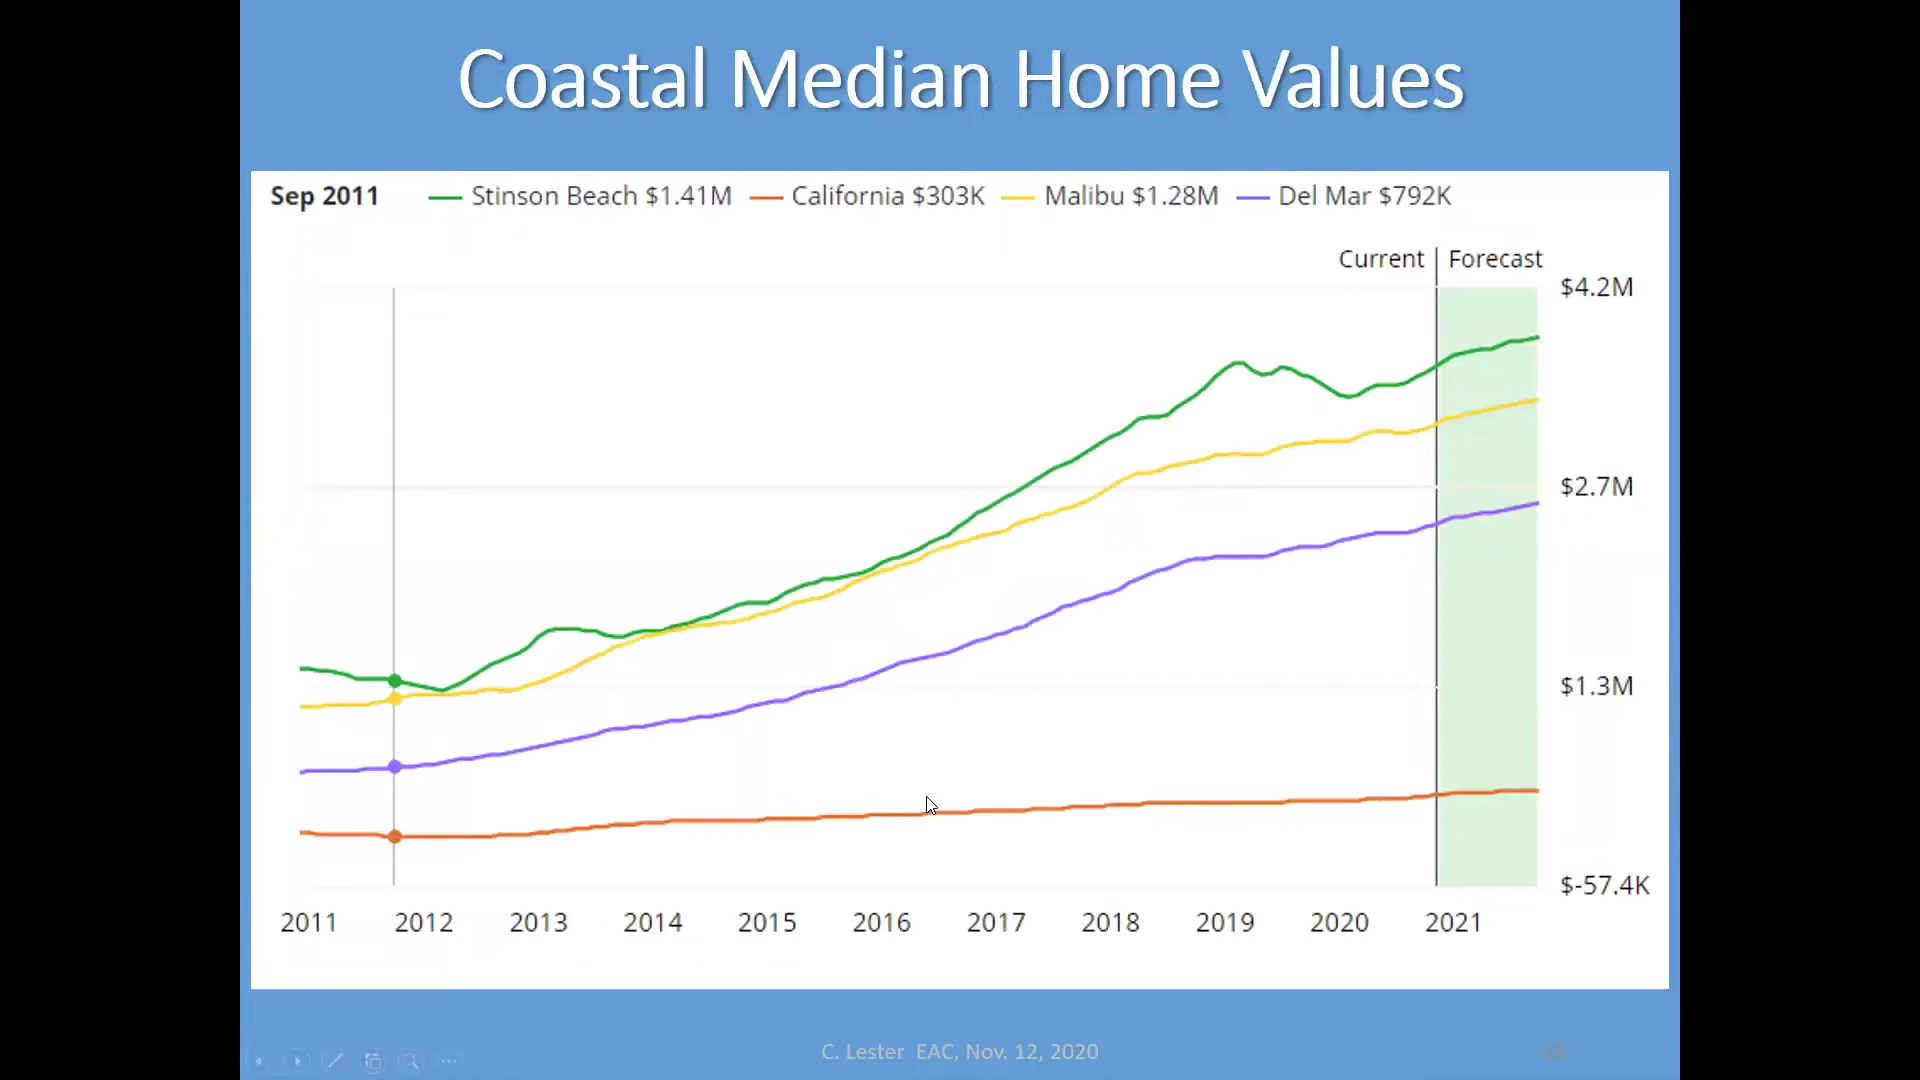 Coastal Median Home Values
Sep 2011 Stinson Beach $1.41M California $303K Malibu $1.28M Del Mar $792K
Current Forecast
$4.2M
$2.7M
$1.3M
$-57.4K
2011 2012 2013 2014 2015 2016 2017 2018 2019 2020 2021
C. Lester EAC, Nov. 12, 2020